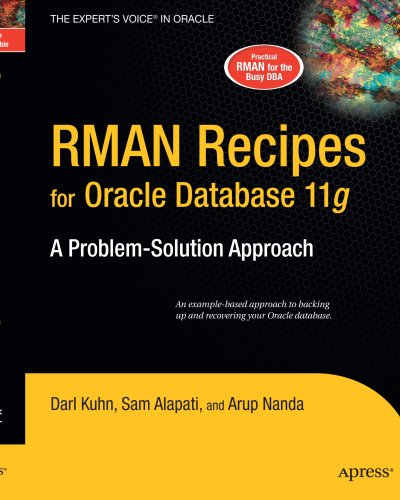 THE EXPERT'S VOICE® IN ORACLE
Practical
RMAN for the
Busy DBA
RMAN Recipes
for Oracle Database 11g
A Problem-Solution Approach
An example-based approach to backing
up and recovering your Oracle database.
Darl Kuhn, Sam Alapati, and Arup Nanda
Apress®